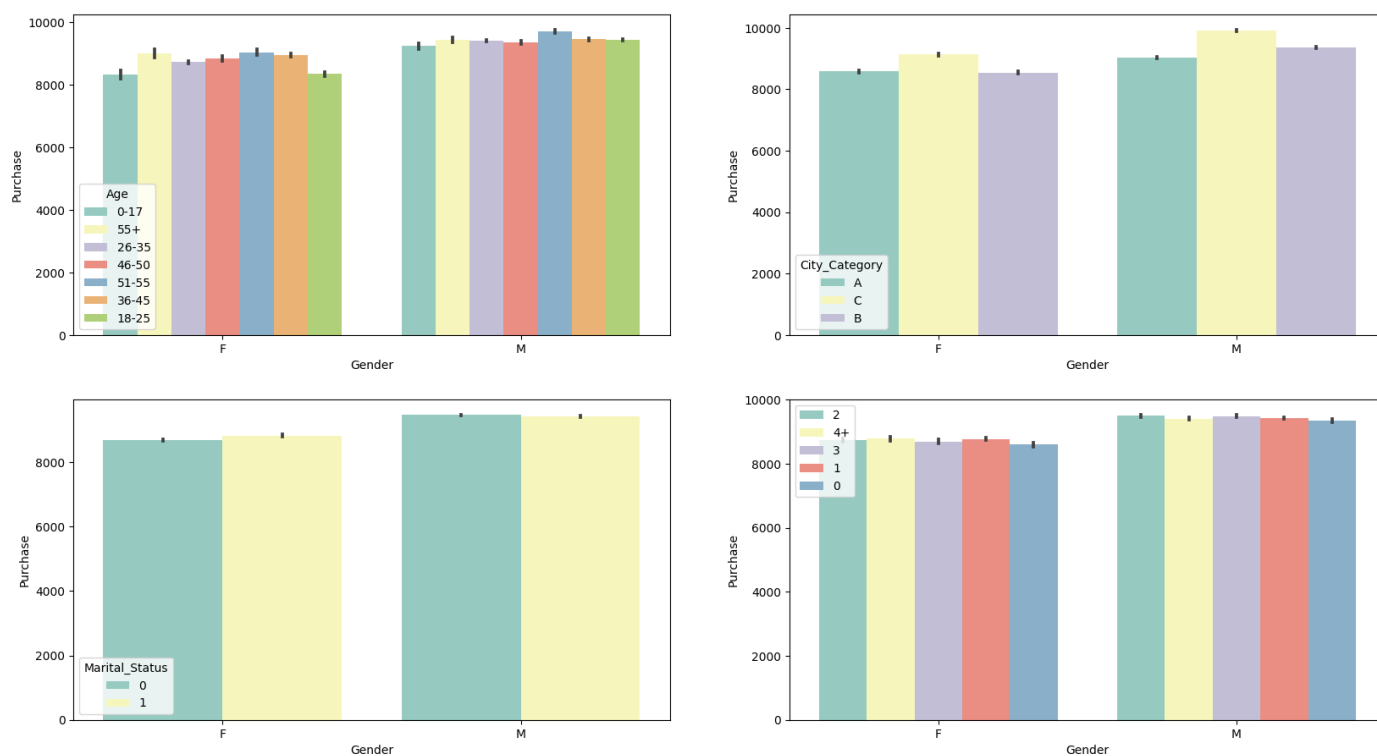 10000
8000
6000
4000
2000
0
Purchase
Age
0-17
55+
26-35
46-50
51-55
36-45
18-25
F
M
Gender
10000
8000
6000
4000
2000
0
Purchase
City_Category
A
C
B
F
M
Gender
8000
6000
4000
2000
0
Purchase
Marital_Status
0
1
F
M
Gender
10000
8000
6000
4000
2000
0
Purchase
2
4+
3
1
0
F
M
Gender